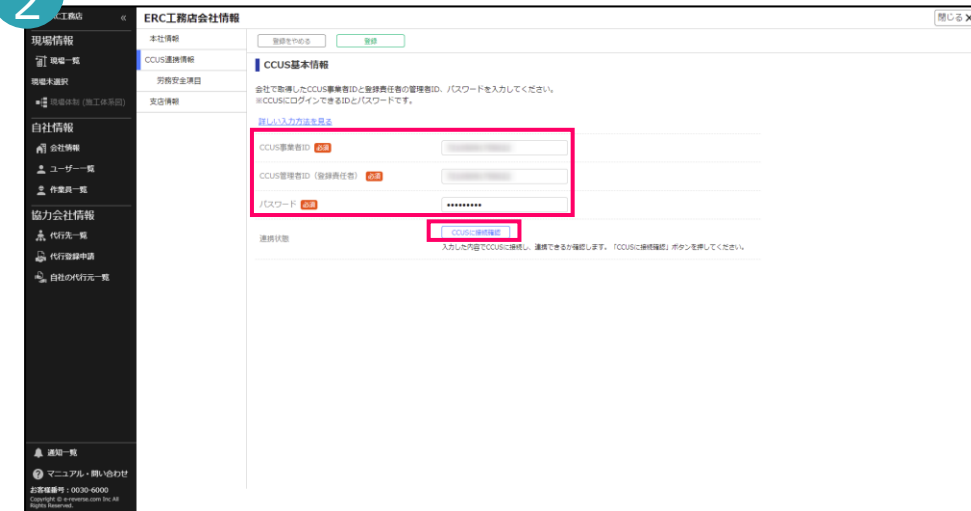 2
ERC工務店会社情報
閉じる X
工務店 «
現場情報
現場一覧
現場未選択
現場体制 (施工体系図)
自社情報
会社情報
ユーザー一覧
作業員一覧
協力会社情報
代行先一覧
代行登録申請
自社の代行元一覧
通知一覧
マニュアル・問い合わせ
お客様番号：0030-6000
Copyright © e-reverse.com Inc All
Rights Reserved.
本社情報
CCUS連携情報
労務安全項目
支店情報
登録をやめる
登録
CCUS基本情報
会社で取得したCCUS事業者IDと登録責任者の管理者ID、パスワードを入力してください。
※CCUSにログインできるIDとパスワードです。
詳しい入力方法を見る
CCUS事業者ID 必須
CCUS管理者ID（登録責任者） 必須
パスワード 必須
•••••••••
連携状態
CCUSに接続確認
入力した内容でCCUSに接続し、連携できるか確認します。「CCUSに接続確認」ボタンを押してください。